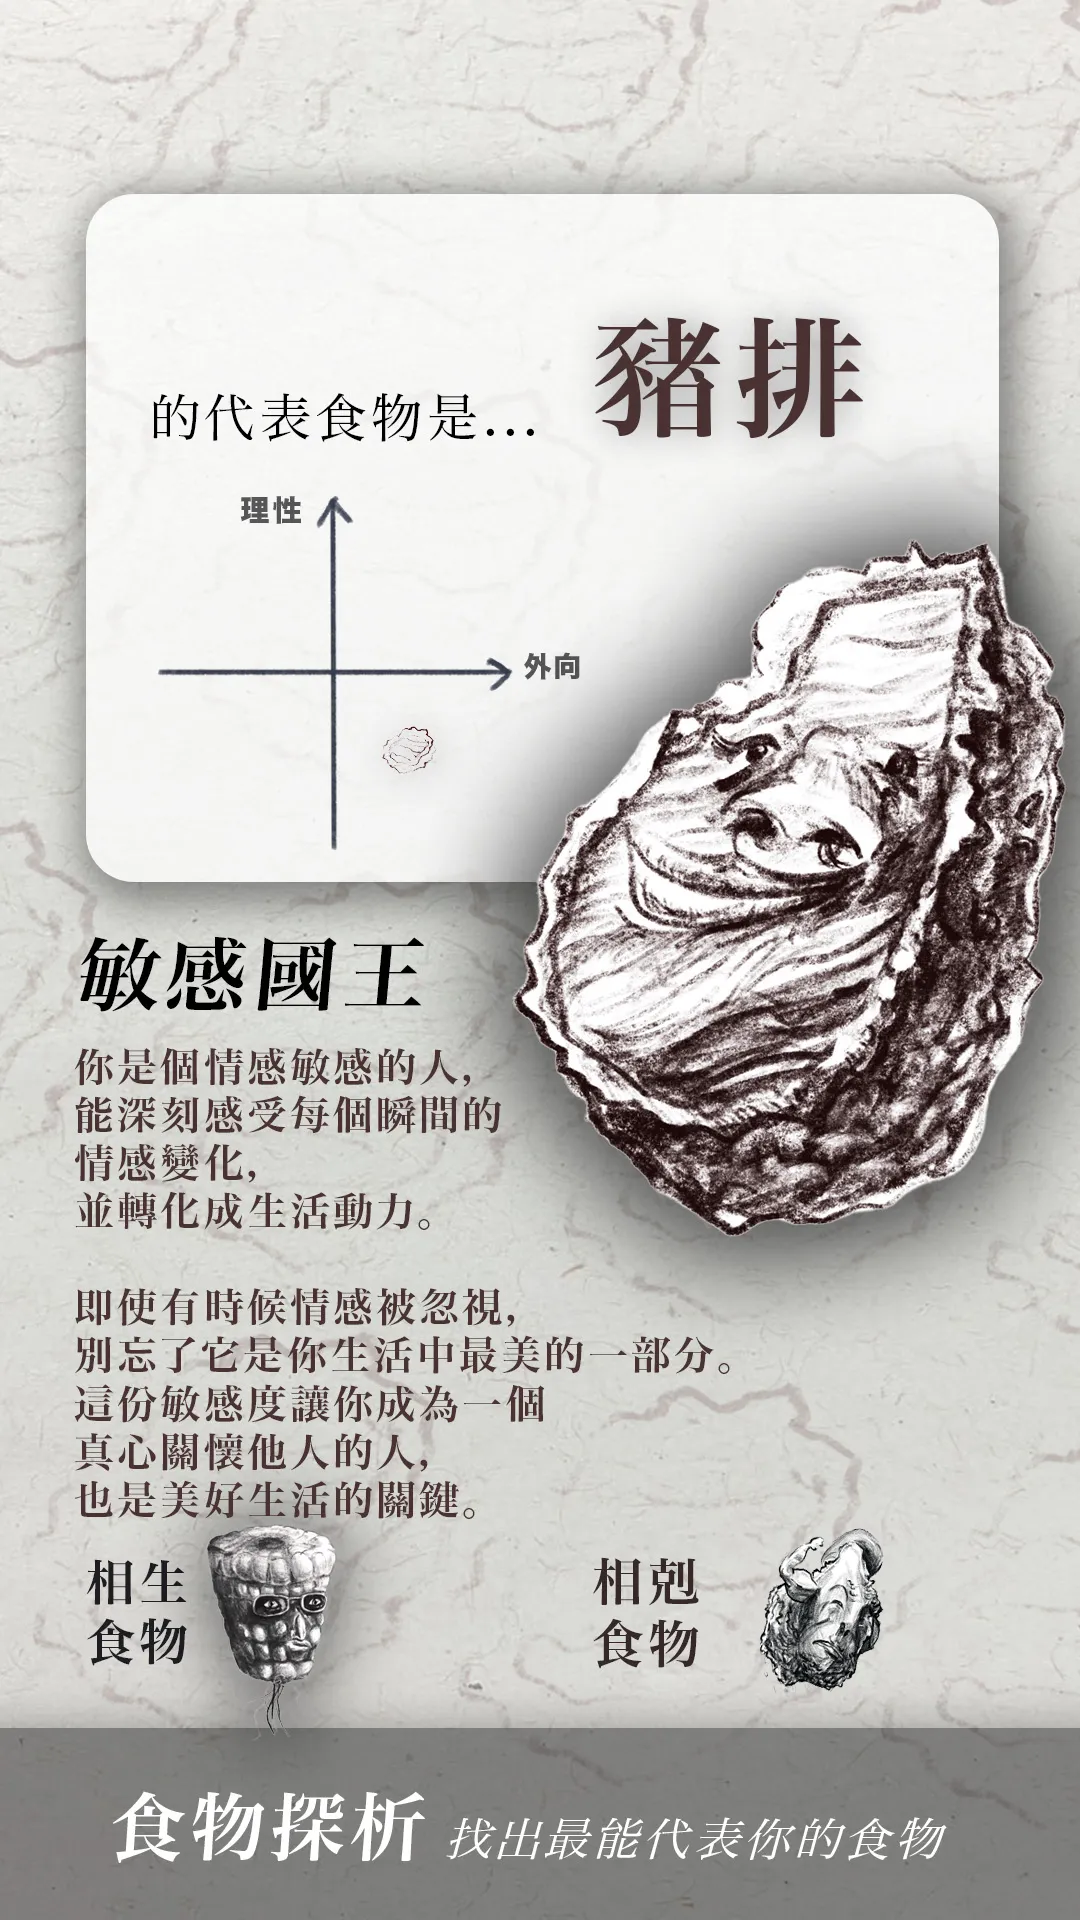 豬排
的代表食物是...
理性
外向
敏感國王
你是個情感敏感的人,
能深刻感受每個瞬間的
情感變化,
並轉化成生活動力。
即使有時候情感被忽視,
別忘了它是你生活中最美的一部分。
這份敏感度讓你成為一個
真心關懷他人的人,
也是美好生活的關鍵。
相生
食物
相剋
食物
食物探析 找出最能代表你的食物